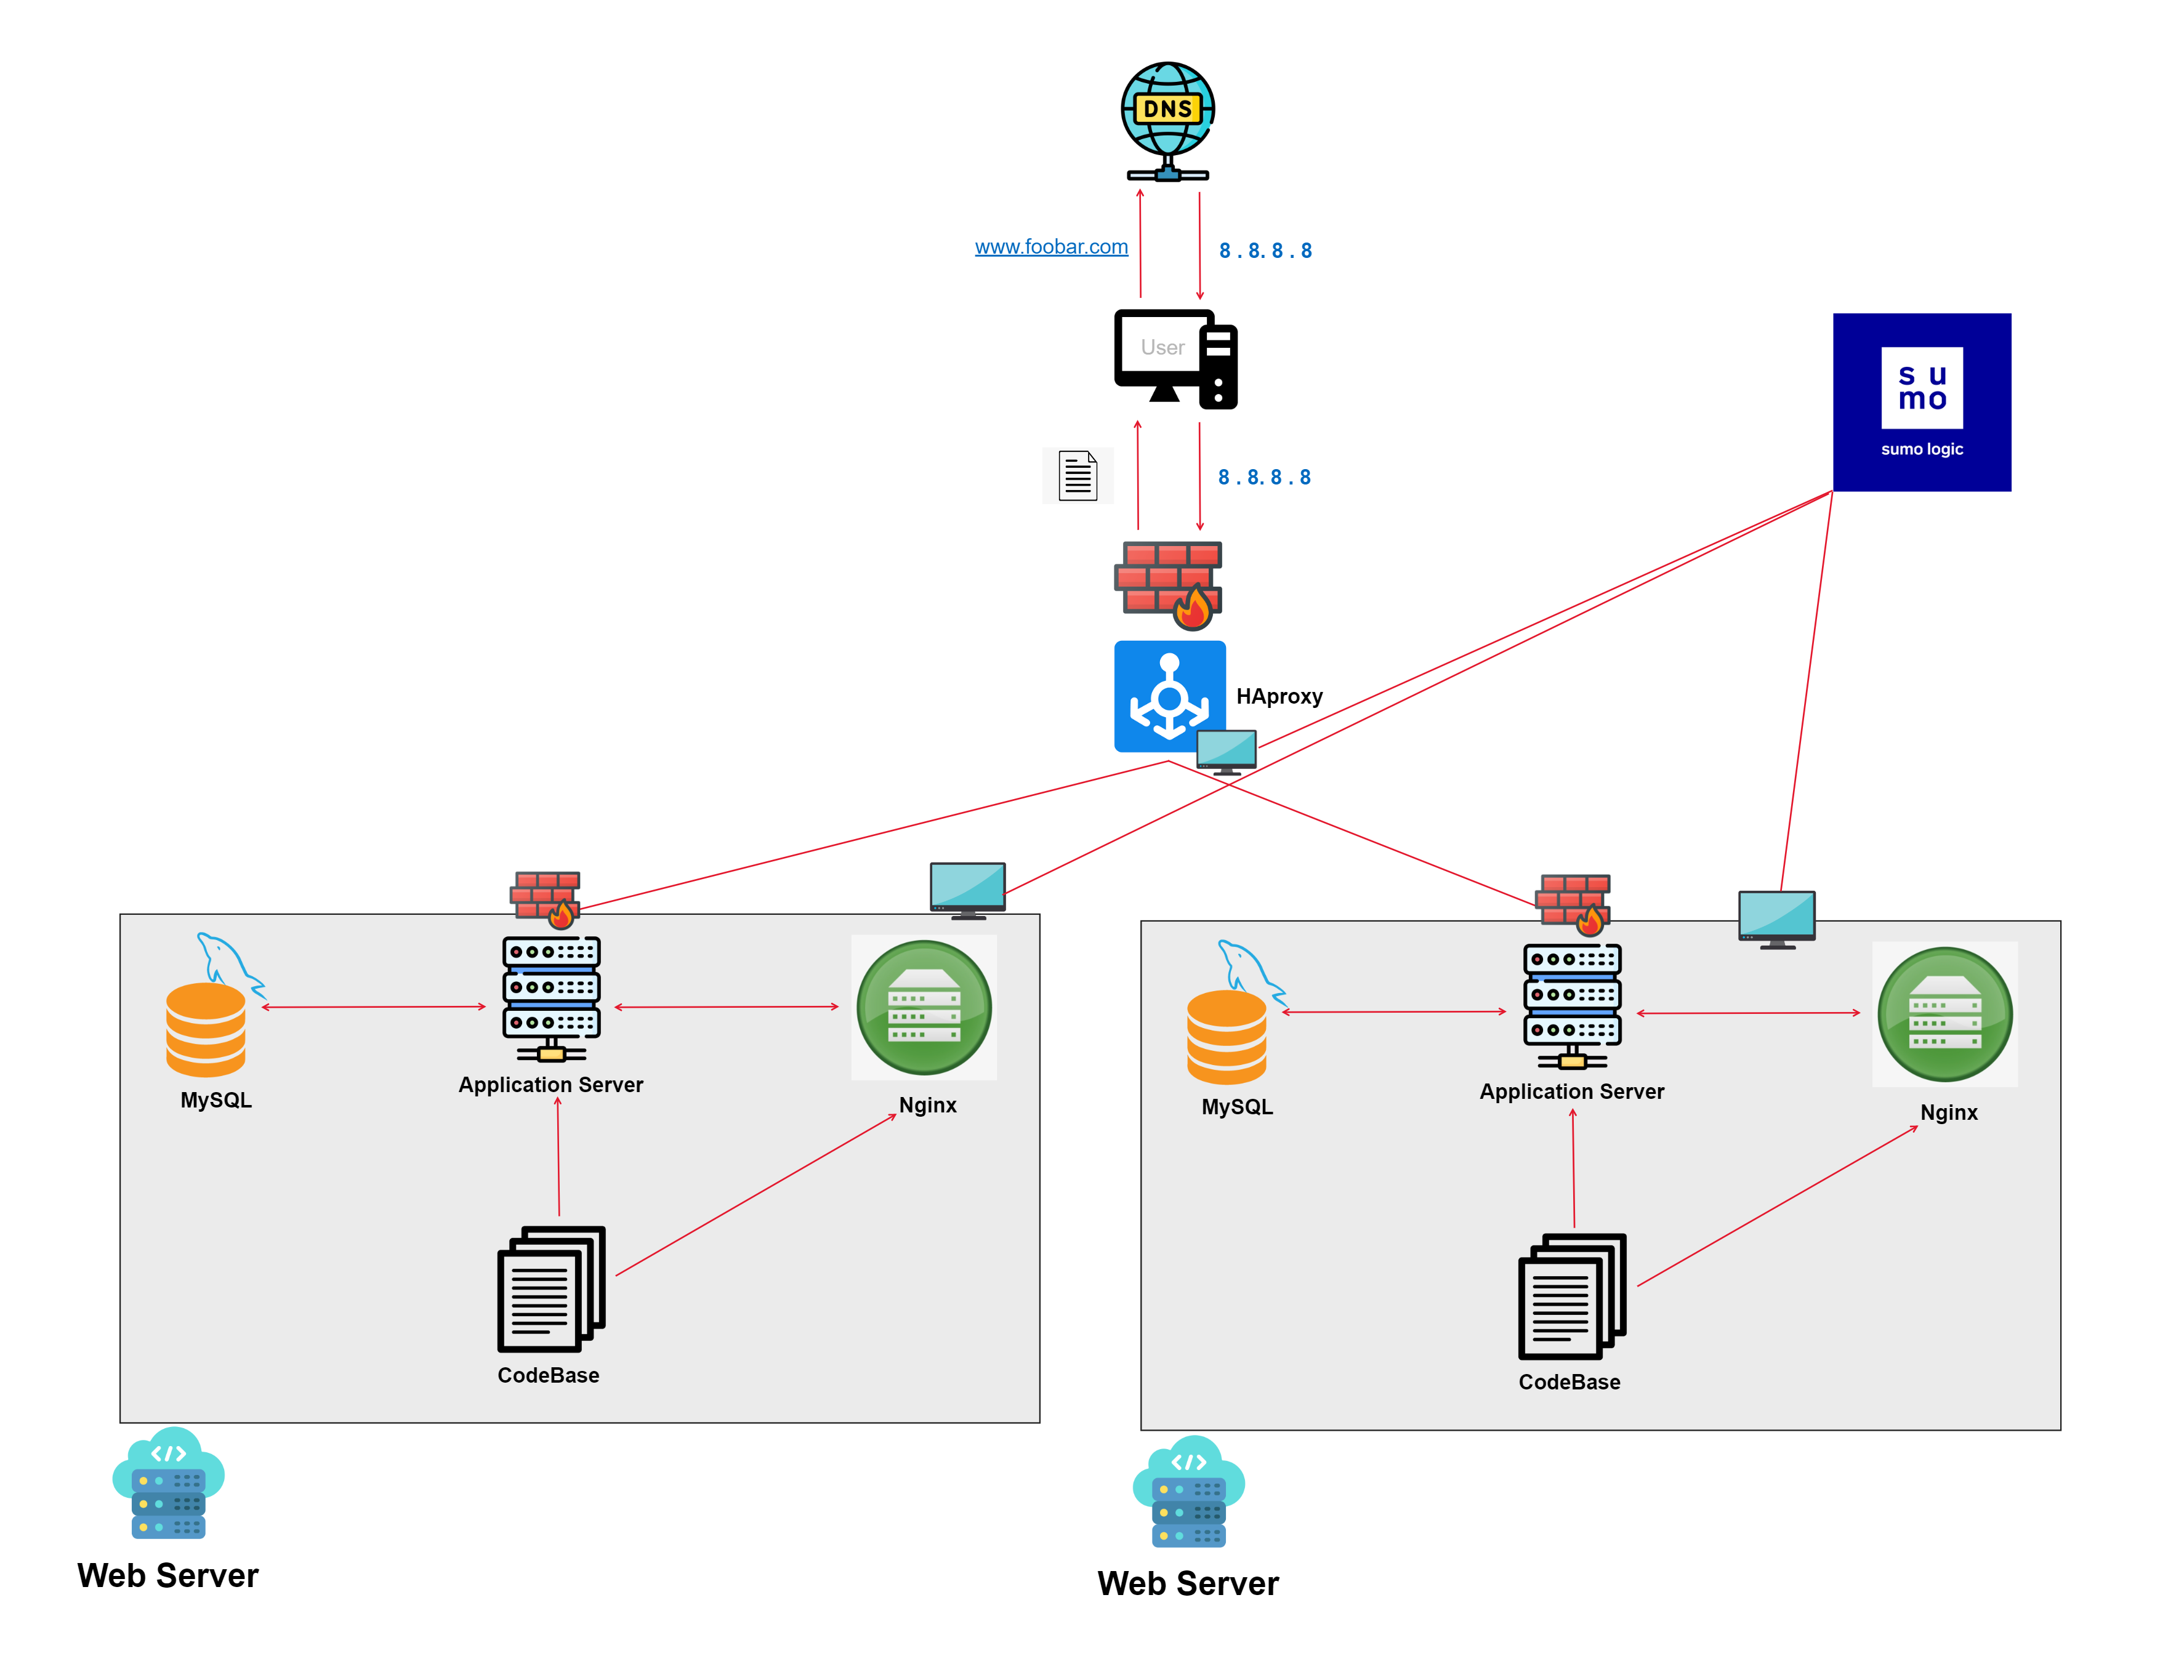 DNS
www.foobar.com
8 . 8. 8 . 8
User
8 . 8. 8 . 8
su
mo
sumo logic
HAproxy
MySQL
Application Server
Nginx
CodeBase
Web Server
MySQL
Application Server
Nginx
CodeBase
Web Server